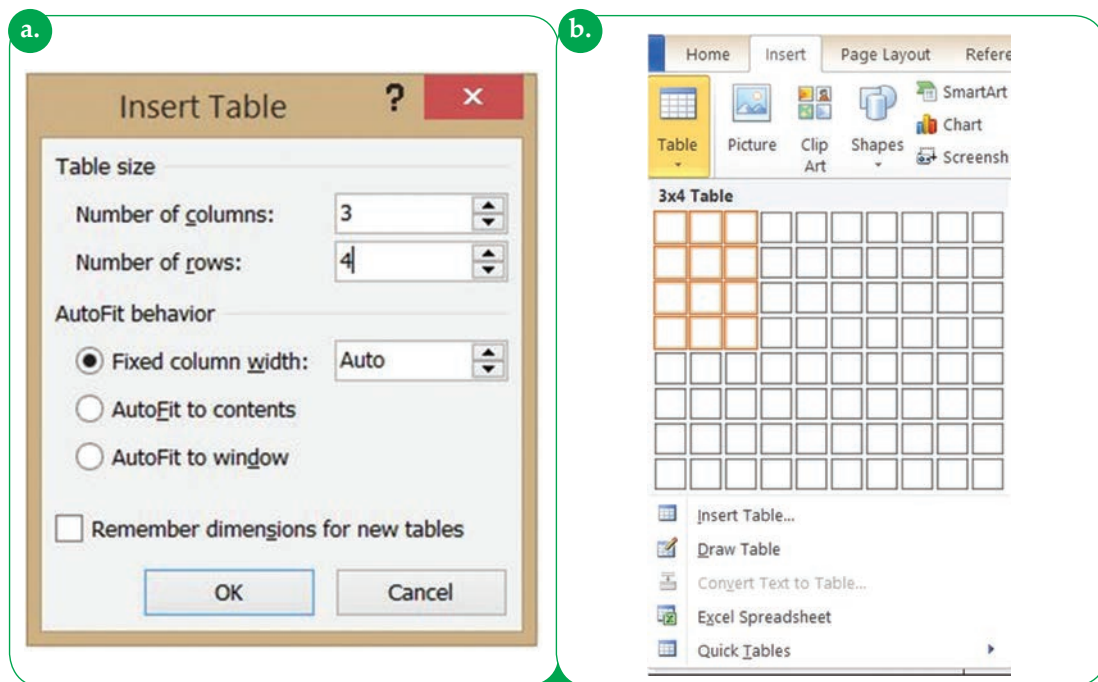 a.
Insert Table ?
Table size
Number of columns: 3
Number of rows: 4
AutoFit behavior
Fixed column width: Auto
AutoFit to contents
AutoFit to window
Remember dimensions for new tables
OK Cancel
b.
Home Insert Page Layout Refere
Table Picture Clip Art Shapes SmartArt
Chart
Screensh
3x4 Table
Insert Table...
Draw Table
Convert Text to Table...
Excel Spreadsheet
Quick Tables